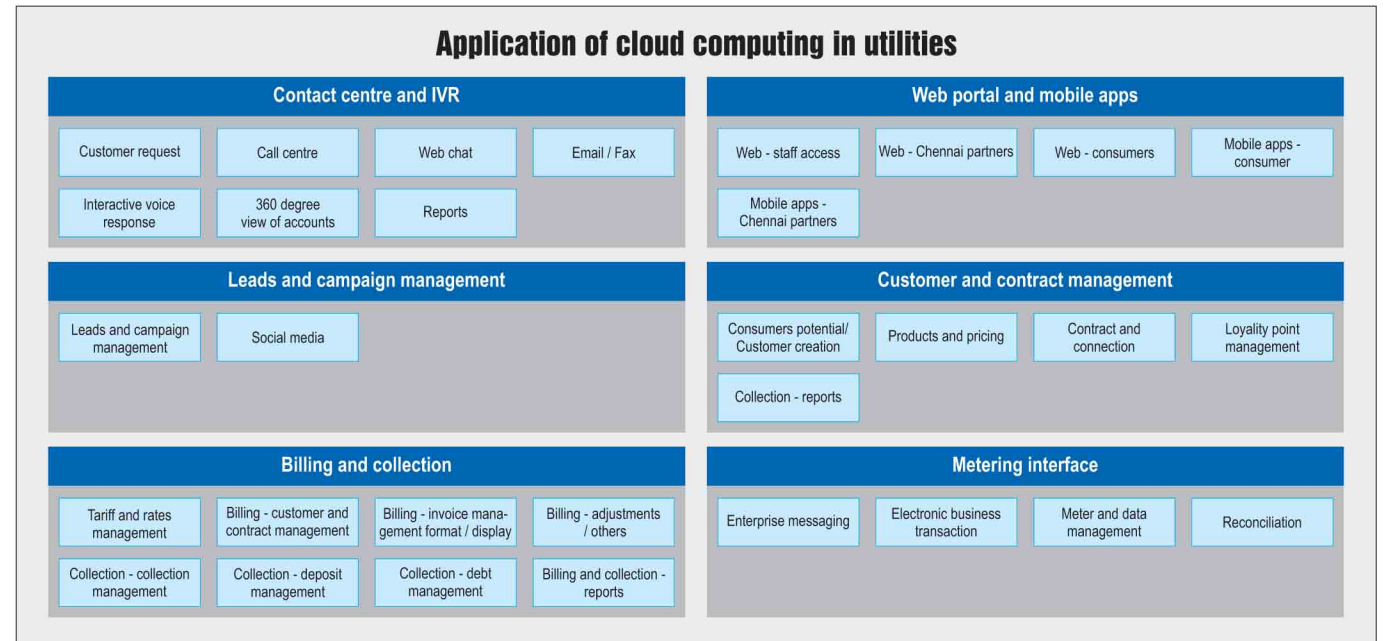 Application of cloud computing in utilities
Contact centre and IVR
Customer request
Call centre
Web chat
Email / Fax
Interactive voice
response
360 degree
view of accounts
Reports
Web portal and mobile apps
Web - staff access
Web - Chennai partners
Web - consumers
Mobile apps -
consumer
Mobile apps -
Chennai partners
Leads and campaign management
Leads and campaign
management
Social media
Customer and contract management
Consumers potential/
Customer creation
Products and pricing
Contract and
connection
Loyality point
management
Collection - reports
Billing and collection
Tariff and rates
management
Billing - customer and
contract management
Billing - invoice mana-
gement format / display
Billing - adjustments
/ others
Collection - collection
management
Collection - deposit
management
Collection - debt
management
Billing and collection -
reports
Metering interface
Enterprise messaging
Electronic business
transaction
Meter and data
management
Reconciliation